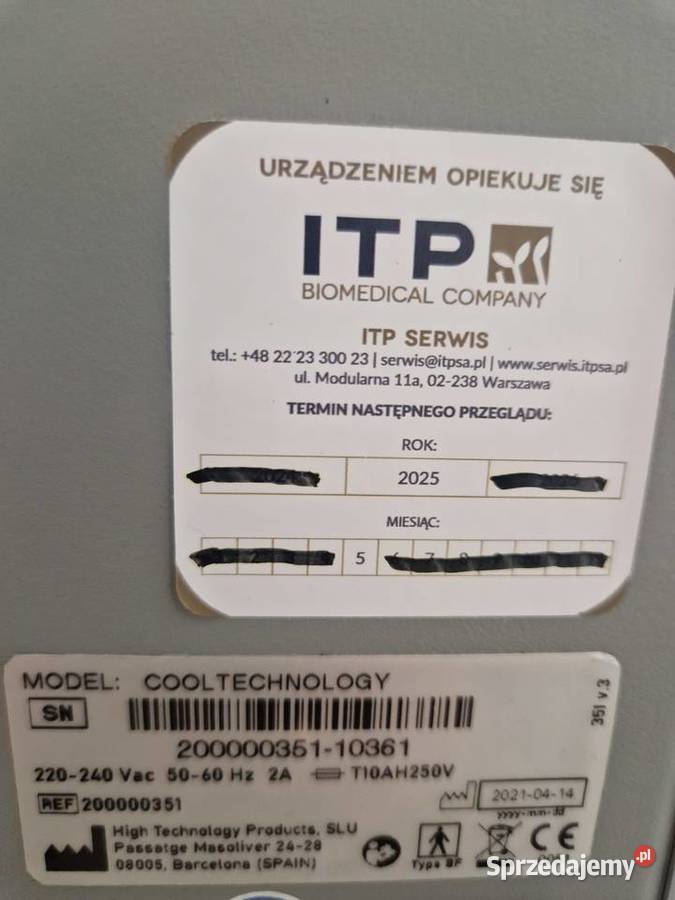 URZĄDZENIEM OPIEKUJE SIĘ
ITP
BIOMEDICAL COMPANY
ITP SERWIS
tel.: +48 22 23 300 23 | serwis@itpsa.pl | www.serwis.itpsa.pl
ul. Modularna 11a, 02-238 Warszawa
TERMIN NASTĘPNEGO PRZEGLĄDU:
ROK:
2025
MIESIĄC:
5
MODEL: COOLTECHNOLOGY
351 v.3
SN
200000351-10361
220-240 Vac 50-60 Hz 2A T10AH250V
REF 200000351
2021-04-14
yyyy-mm-dd
High Technology Products, SLU
Passatge Masoliver 24-28
08005, Barcelona (SPAIN)
Type BF
CE
Sprzedajemy.pl